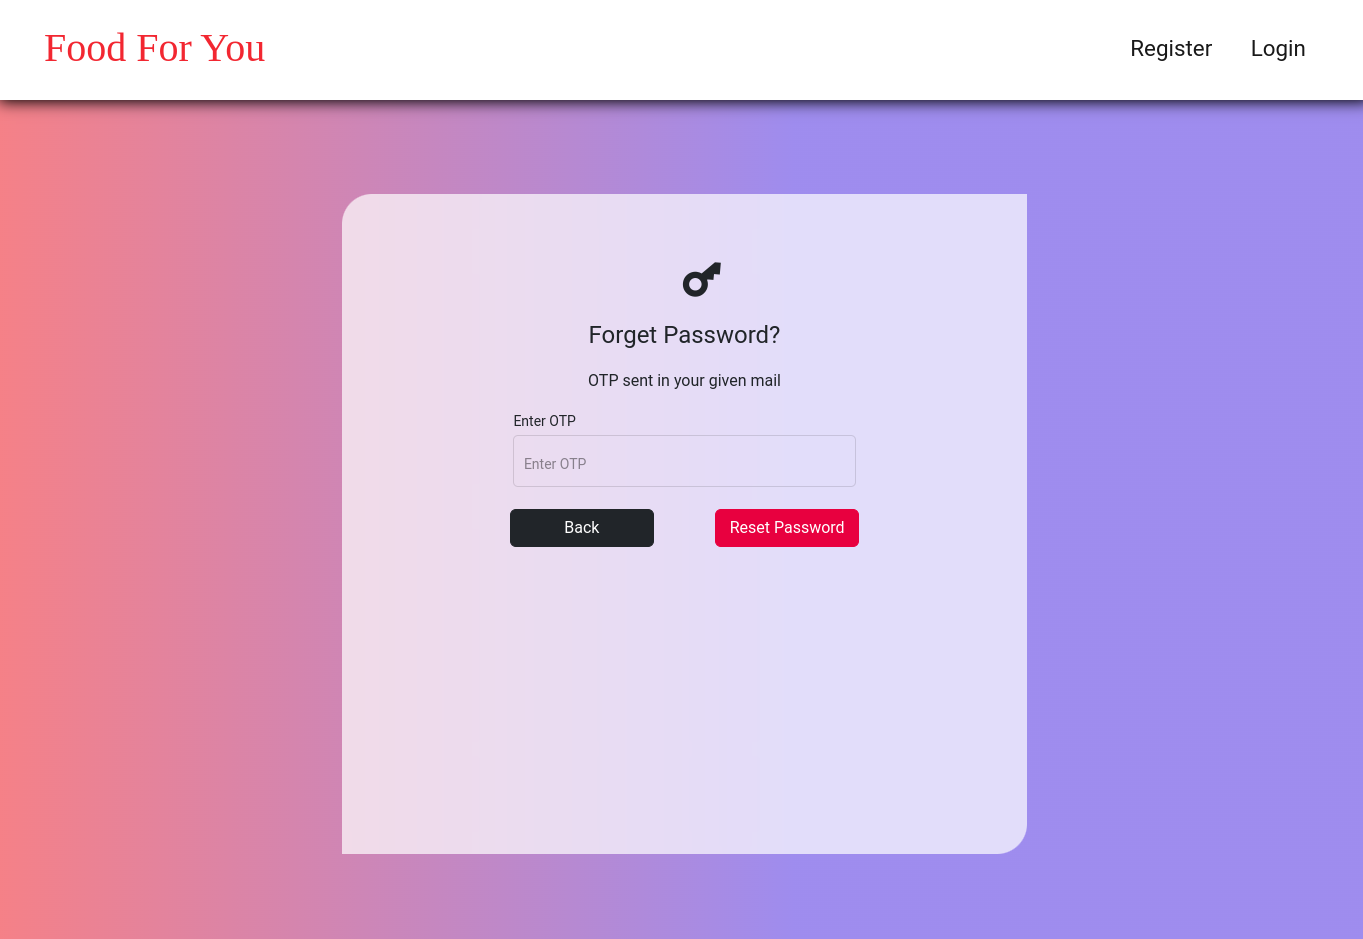 Food For You
Register
Login
Forget Password?
OTP sent in your given mail
Enter OTP
Enter OTP
Back
Reset Password